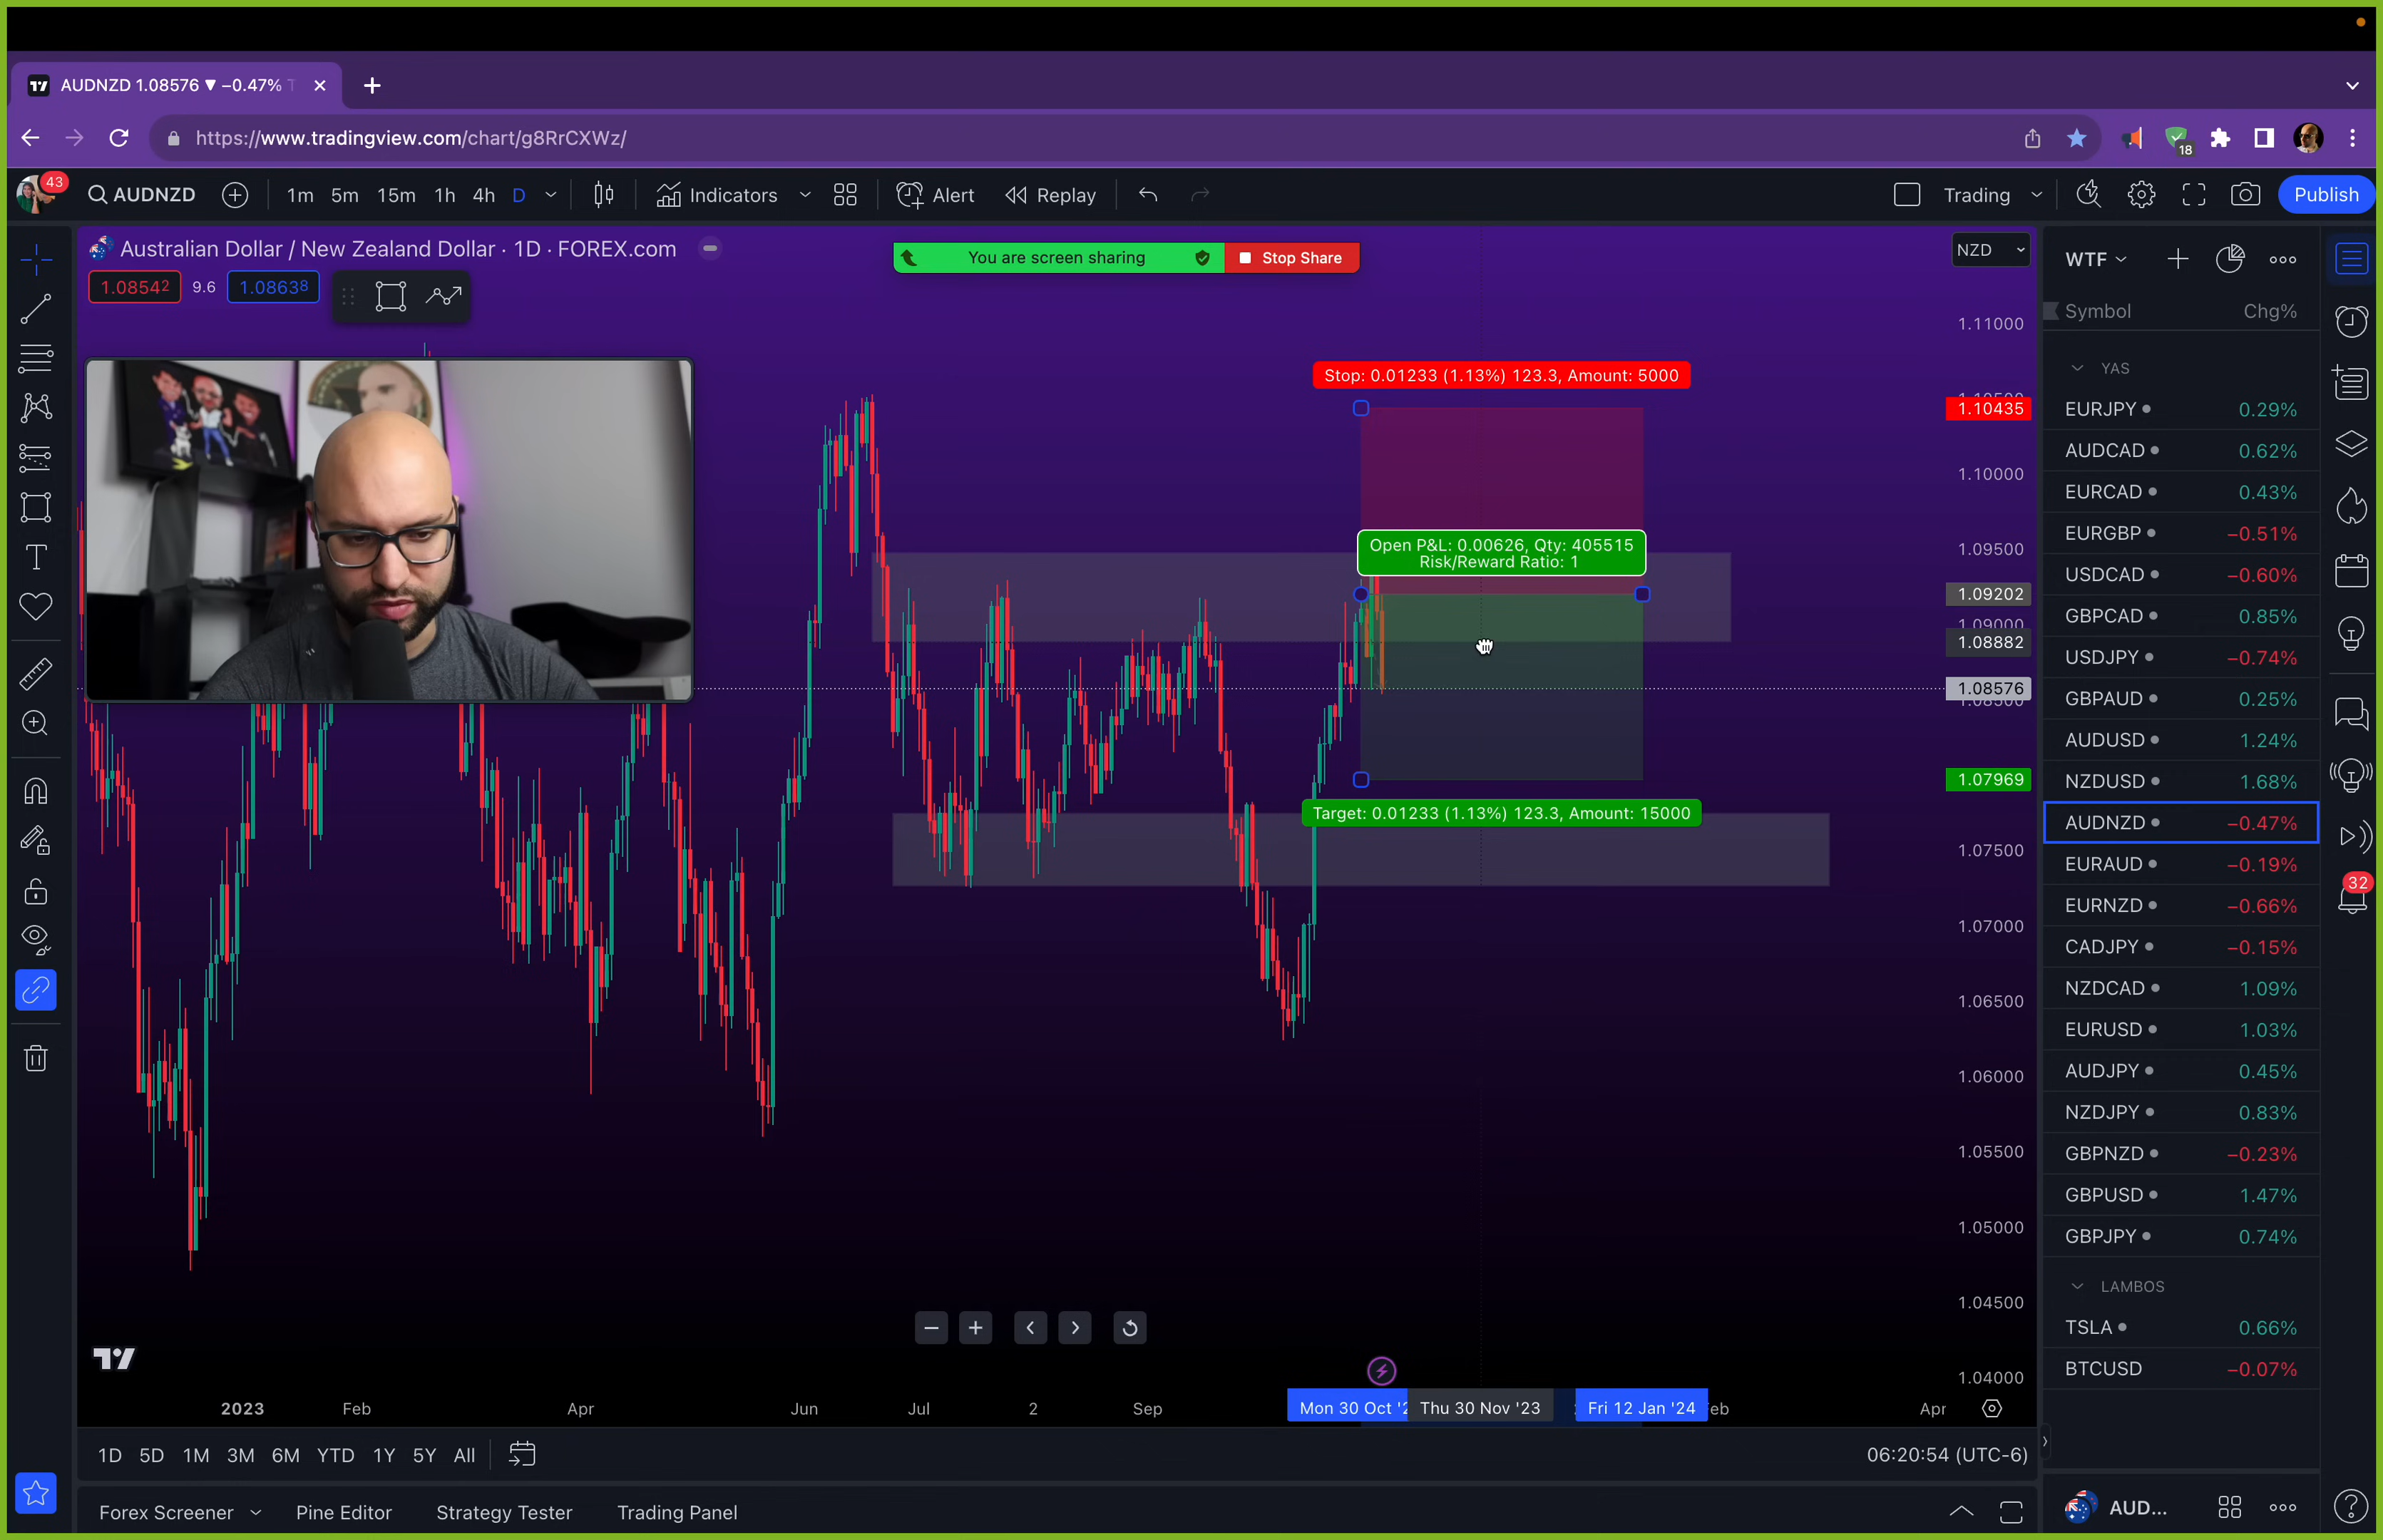 AUDNZD 1.08576 ▼ −0.47% T
https://www.tradingview.com/chart/g8RrCXWz/
18
43
AUDNZD
1m 5m 15m 1h 4h D
Indicators
Alert
Replay
Trading
Publish
Australian Dollar / New Zealand Dollar · 1D · FOREX.com
You are screen sharing
Stop Share
NZD
1.08542 9.6 1.08638
1.11000
Stop: 0.01233 (1.13%) 123.3, Amount: 5000
1.10435
1.10000
Open P&L: 0.00626, Qty: 405515
Risk/Reward Ratio: 1
1.09500
1.09202
1.09000
1.08882
1.08576
1.08500
1.07969
Target: 0.01233 (1.13%) 123.3, Amount: 15000
1.07500
1.07000
1.06500
1.06000
1.05500
1.05000
1.04500
1.04000
2023 Feb Apr Jun Jul 2 Sep
Mon 30 Oct '2 Thu 30 Nov '23 Fri 12 Jan '24 eb Apr
1D 5D 1M 3M 6M YTD 1Y 5Y All
06:20:54 (UTC-6)
Forex Screener Pine Editor Strategy Tester Trading Panel
WTF
Symbol Chg%
YAS
EURJPY 0.29%
AUDCAD 0.62%
EURCAD 0.43%
EURGBP −0.51%
USDCAD −0.60%
GBPCAD 0.85%
USDJPY −0.74%
GBPAUD 0.25%
AUDUSD 1.24%
NZDUSD 1.68%
AUDNZD −0.47%
EURAUD −0.19%
EURNZD −0.66%
CADJPY −0.15%
NZDCAD 1.09%
EURUSD 1.03%
AUDJPY 0.45%
NZDJPY 0.83%
GBPNZD −0.23%
GBPUSD 1.47%
GBPJPY 0.74%
LAMBOS
TSLA 0.66%
BTCUSD −0.07%
AUD...
32